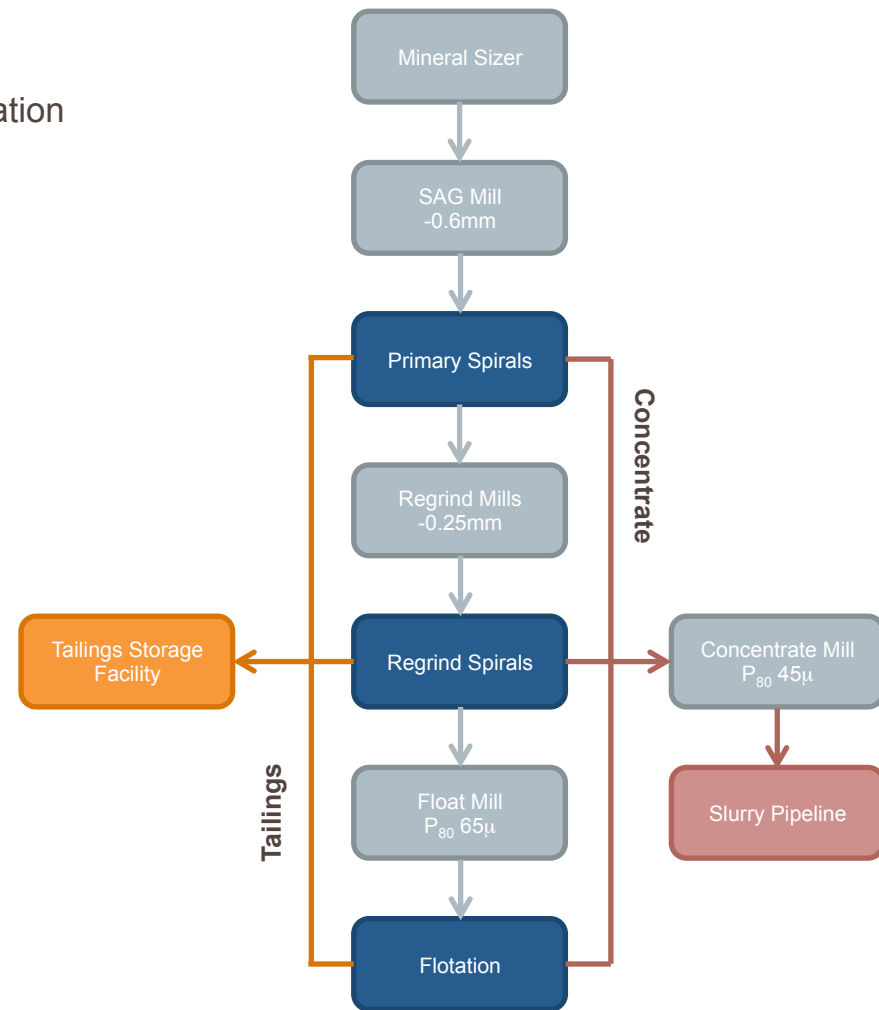 Mineral Sizer
SAG Mill
-0.6mm
Primary Spirals
Concentrate
Regrind Mills
-0.25mm
Tailings Storage
Facility
Regrind Spirals
Concentrate Mill
P₈₀ 45µ
Tailings
Float Mill
P₈₀ 65µ
Slurry Pipeline
Flotation